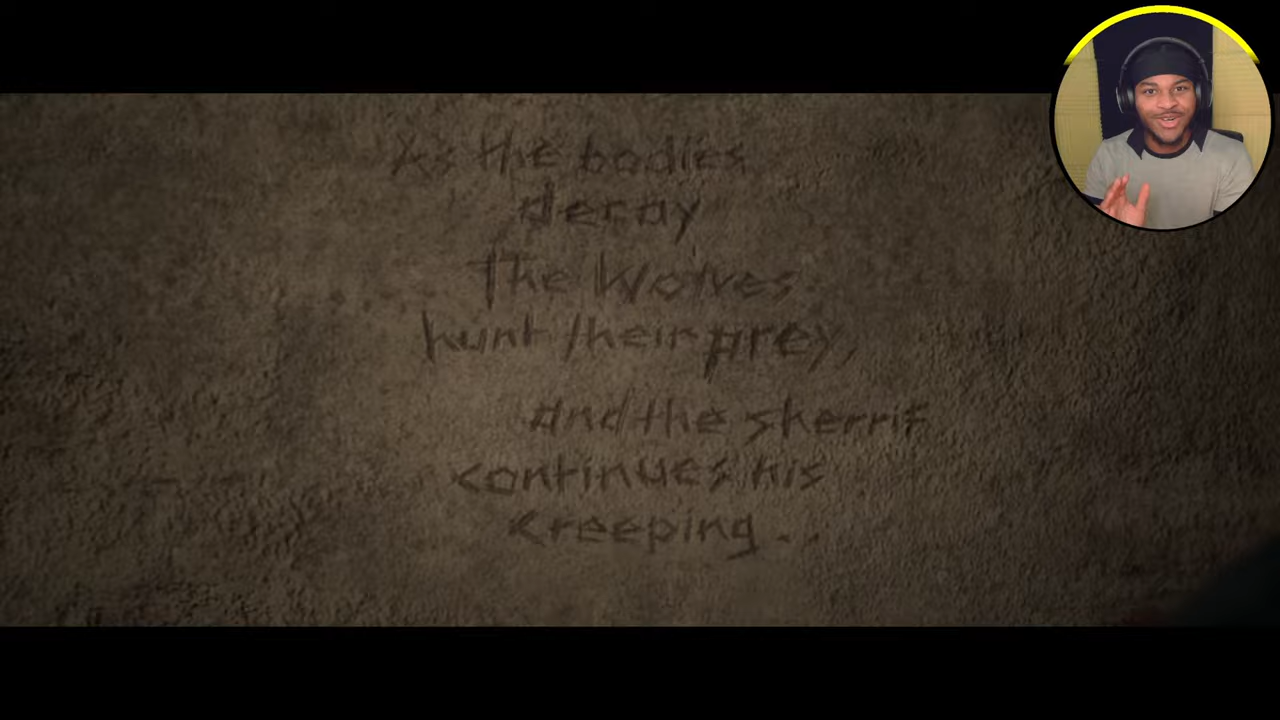 As the bodies
decay
The Wolves
hunt their prey,
and the sherrif
continues his
creeping...